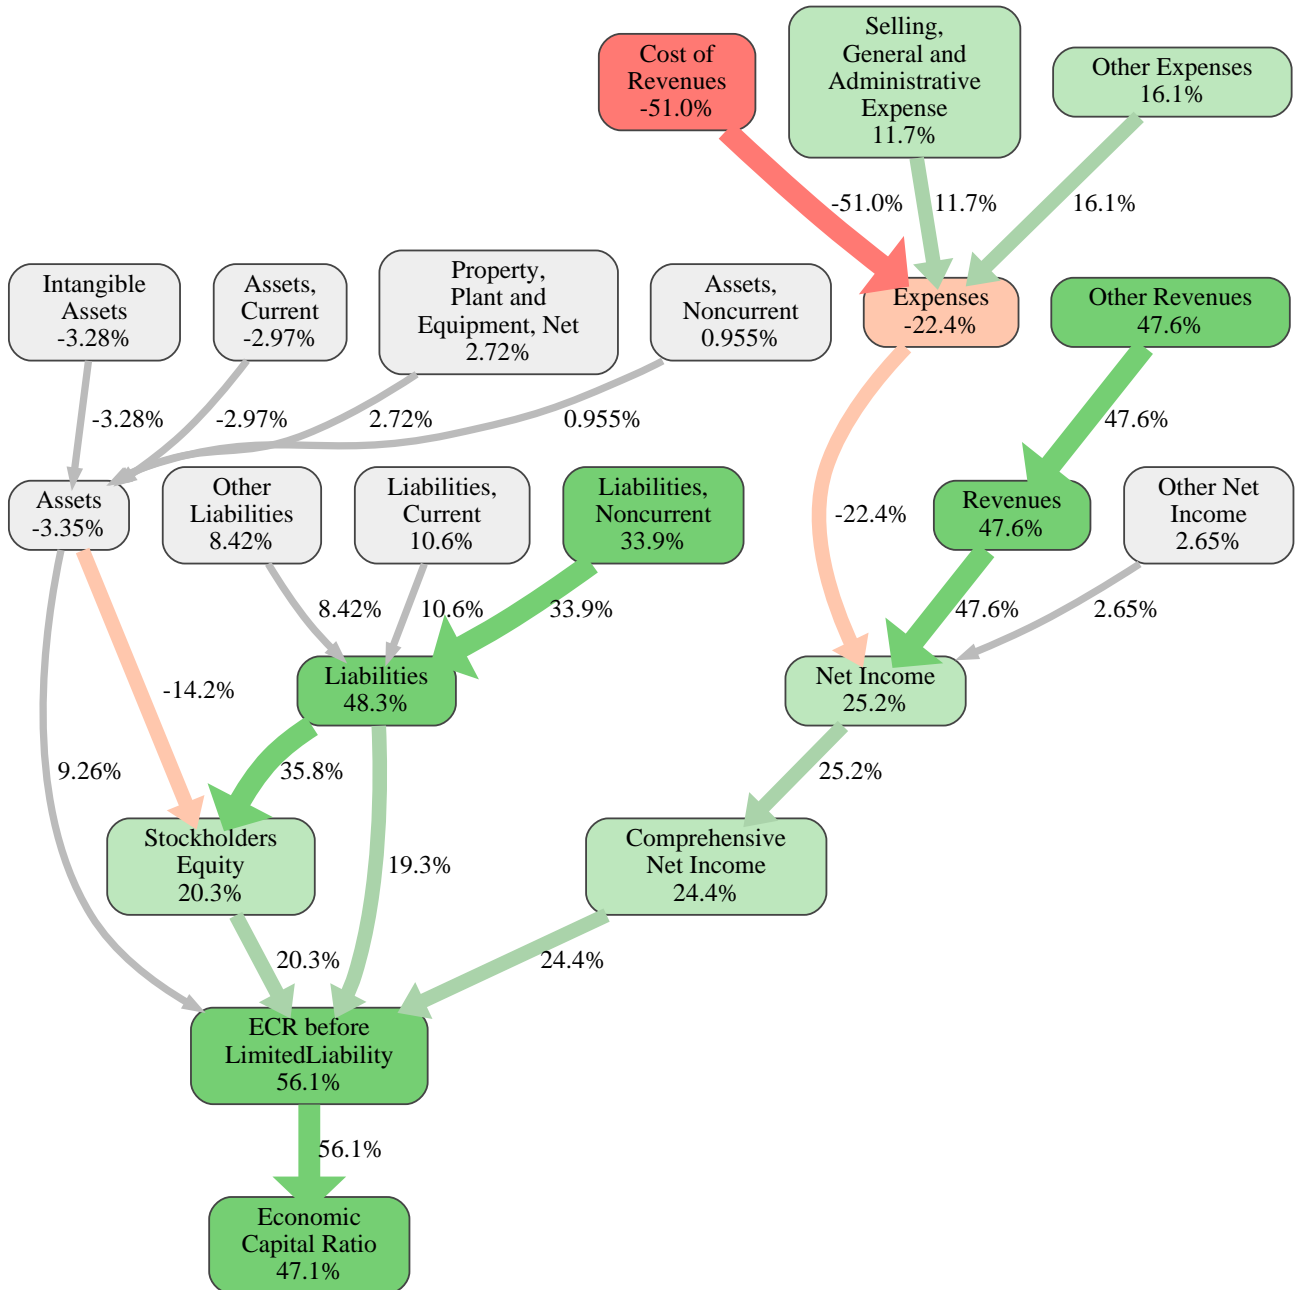 Cost of
Revenues
-51.0%
Selling,
General and
Administrative
Expense
11.7%
Other Expenses
16.1%
-51.0%
11.7%
16.1%
Intangible
Assets
-3.28%
Assets,
Current
-2.97%
Property,
Plant and
Equipment, Net
2.72%
Assets,
Noncurrent
0.955%
Expenses
-22.4%
Other Revenues
47.6%
-3.28%
-2.97%
2.72%
0.955%
47.6%
Assets
-3.35%
Other
Liabilities
8.42%
Liabilities,
Current
10.6%
Liabilities,
Noncurrent
33.9%
-22.4%
Revenues
47.6%
Other Net
Income
2.65%
8.42%
10.6%
33.9%
47.6%
2.65%
-14.2%
Liabilities
48.3%
Net Income
25.2%
9.26%
35.8%
25.2%
Stockholders
Equity
20.3%
19.3%
Comprehensive
Net Income
24.4%
20.3%
24.4%
ECR before
LimitedLiability
56.1%
56.1%
Economic
Capital Ratio
47.1%